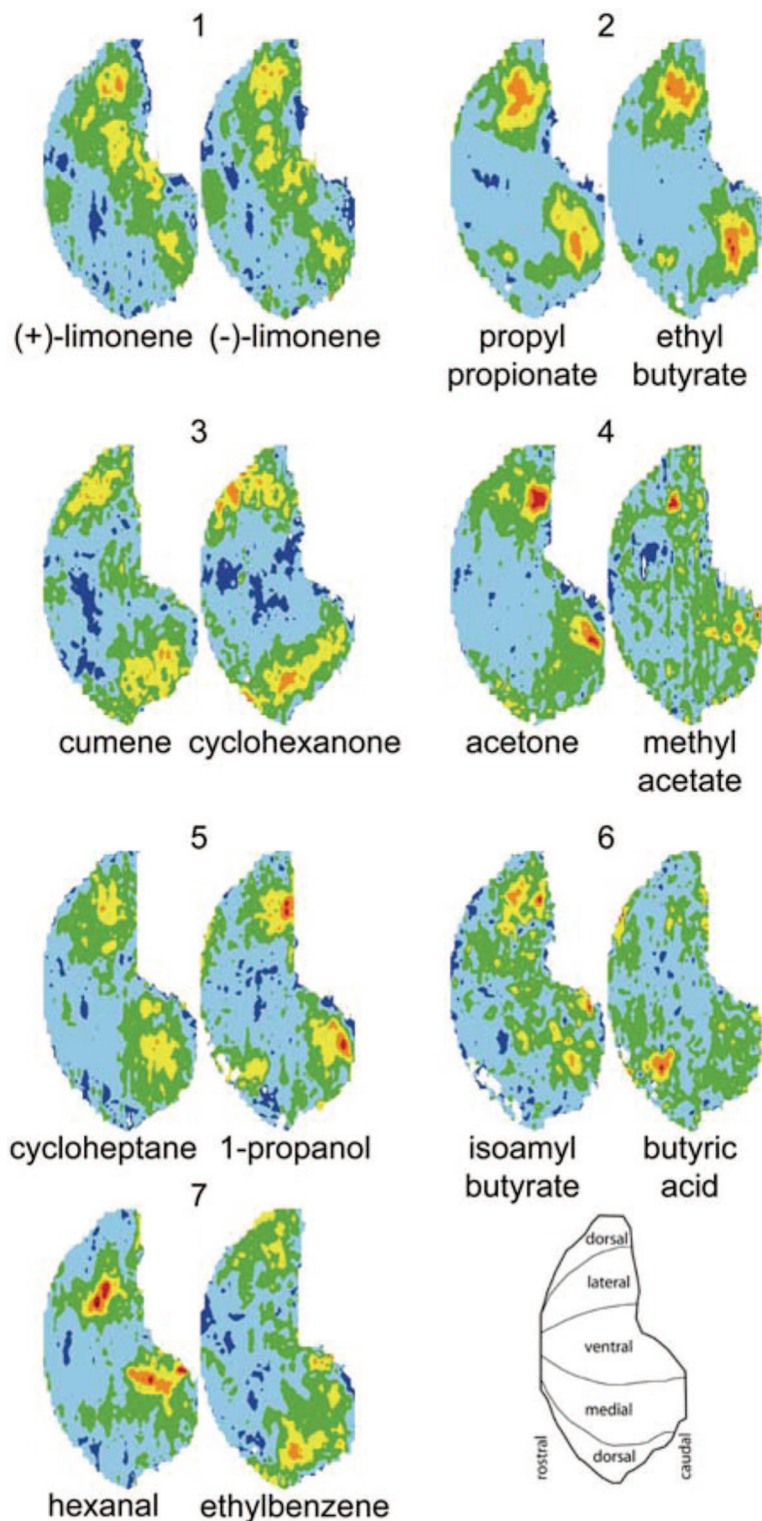 1
2
(+)-limonene (-)-limonene
propyl propionate
ethyl butyrate
3
4
cumene cyclohexanone
acetone
methyl acetate
5
6
cycloheptane 1-propanol
isoamyl butyrate
butyric acid
7
hexanal ethylbenzene
dorsal
lateral
ventral
medial
dorsal
rostral
caudal